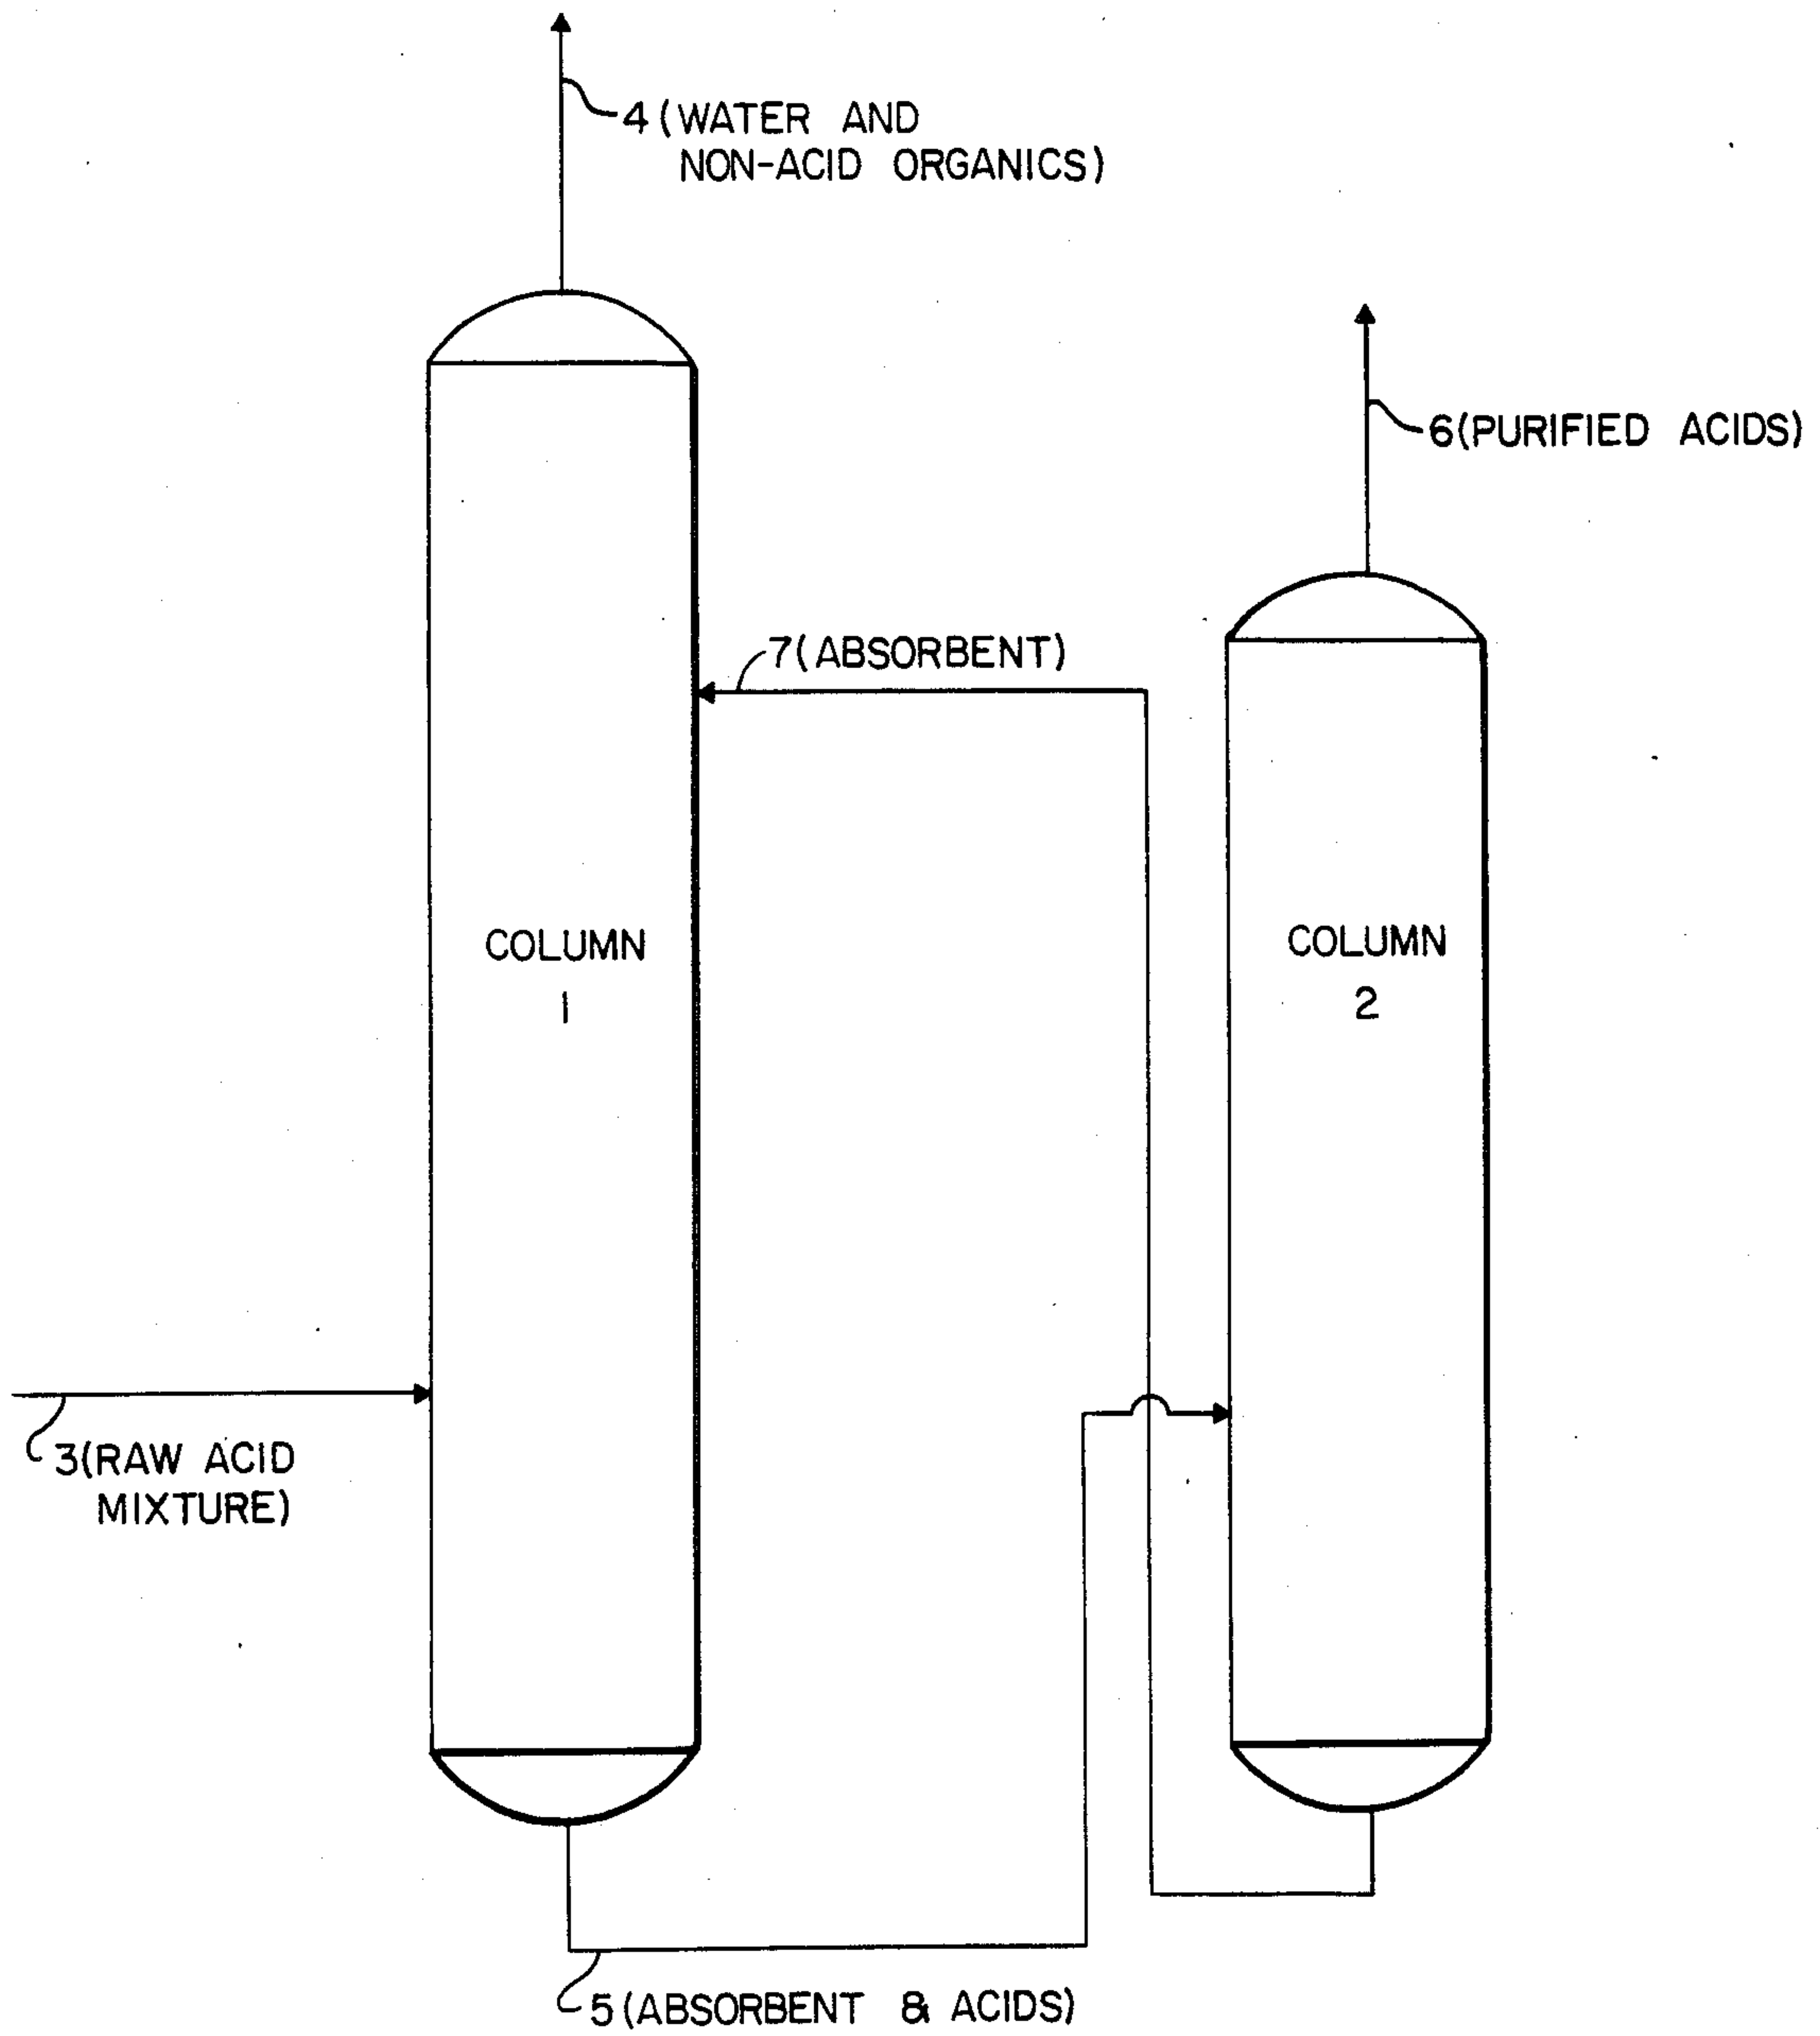 4 (WATER AND
NON-ACID ORGANICS)
6(PURIFIED ACIDS)
7(ABSORBENT)
COLUMN
1
COLUMN
2
3(RAW ACID
MIXTURE)
5 (ABSORBENT & ACIDS)